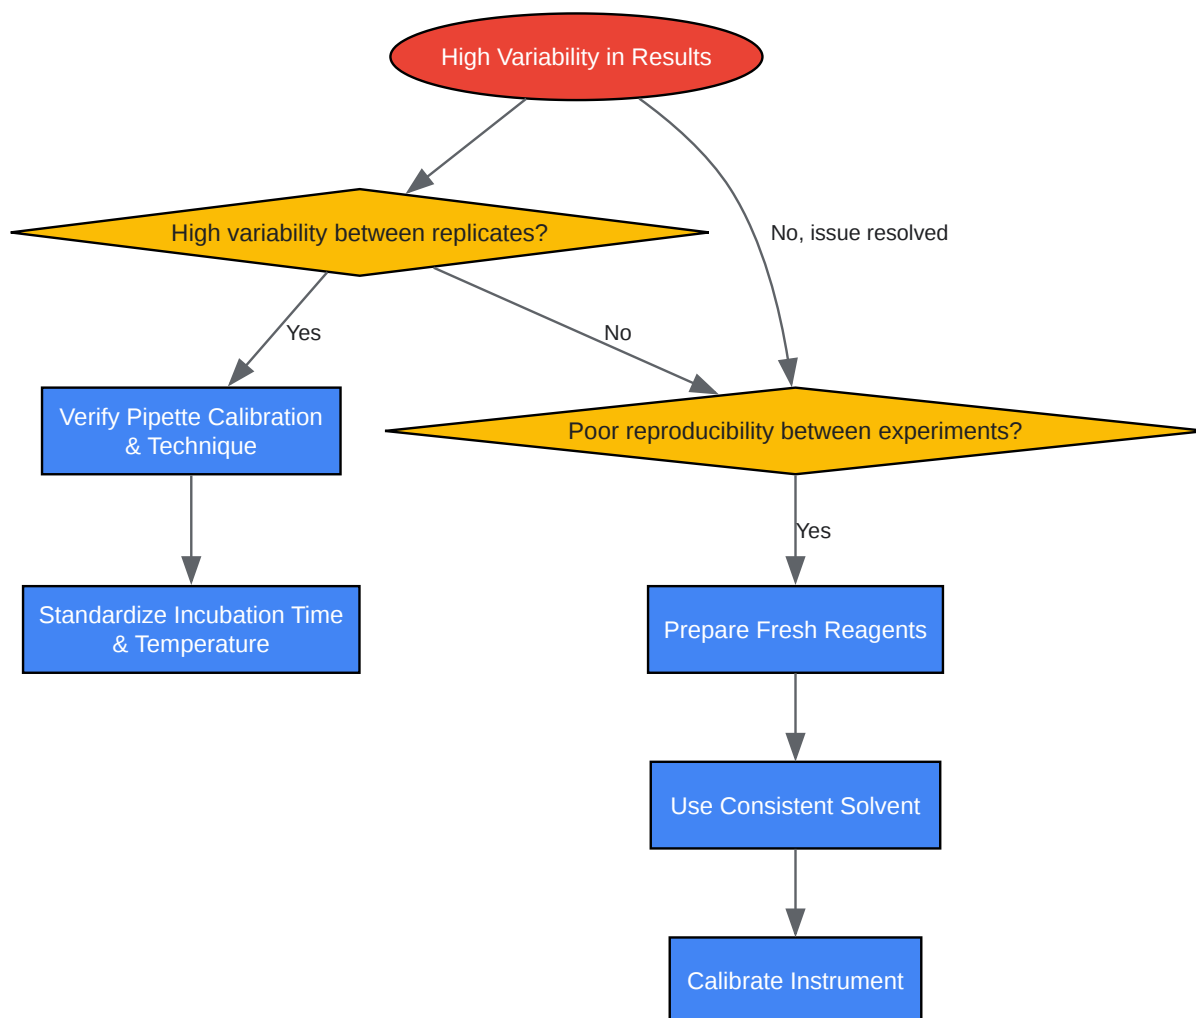 High Variability in Results
High variability between replicates?
No, issue resolved
Yes
No
Verify Pipette Calibration
& Technique
Poor reproducibility between experiments?
Yes
Standardize Incubation Time
& Temperature
Prepare Fresh Reagents
Use Consistent Solvent
Calibrate Instrument